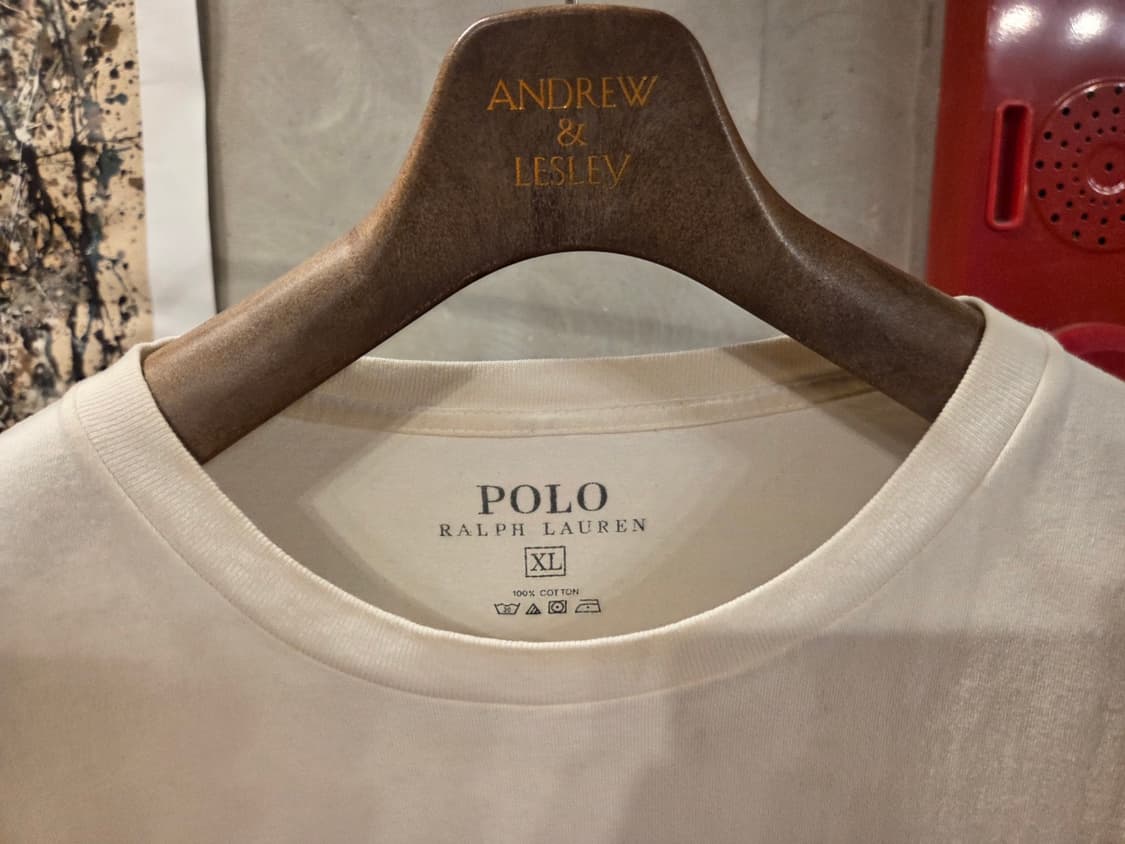 ANDREW
&
LESLEY
POLO
RALPH LAUREN
XL
100% COTTON